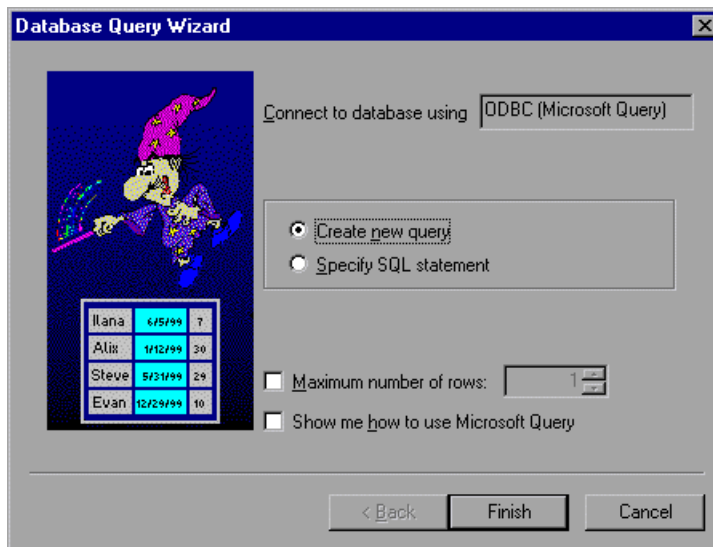 Database Query Wizard
Connect to database using ODBC (Microsoft Query)
Create new query
Specify SQL statement
Ilana 6/5/99 7
Alix 1/12/99 30
Steve 5/31/99 29
Evan 12/29/99 10
Maximum number of rows: 1
Show me how to use Microsoft Query
< Back Finish Cancel